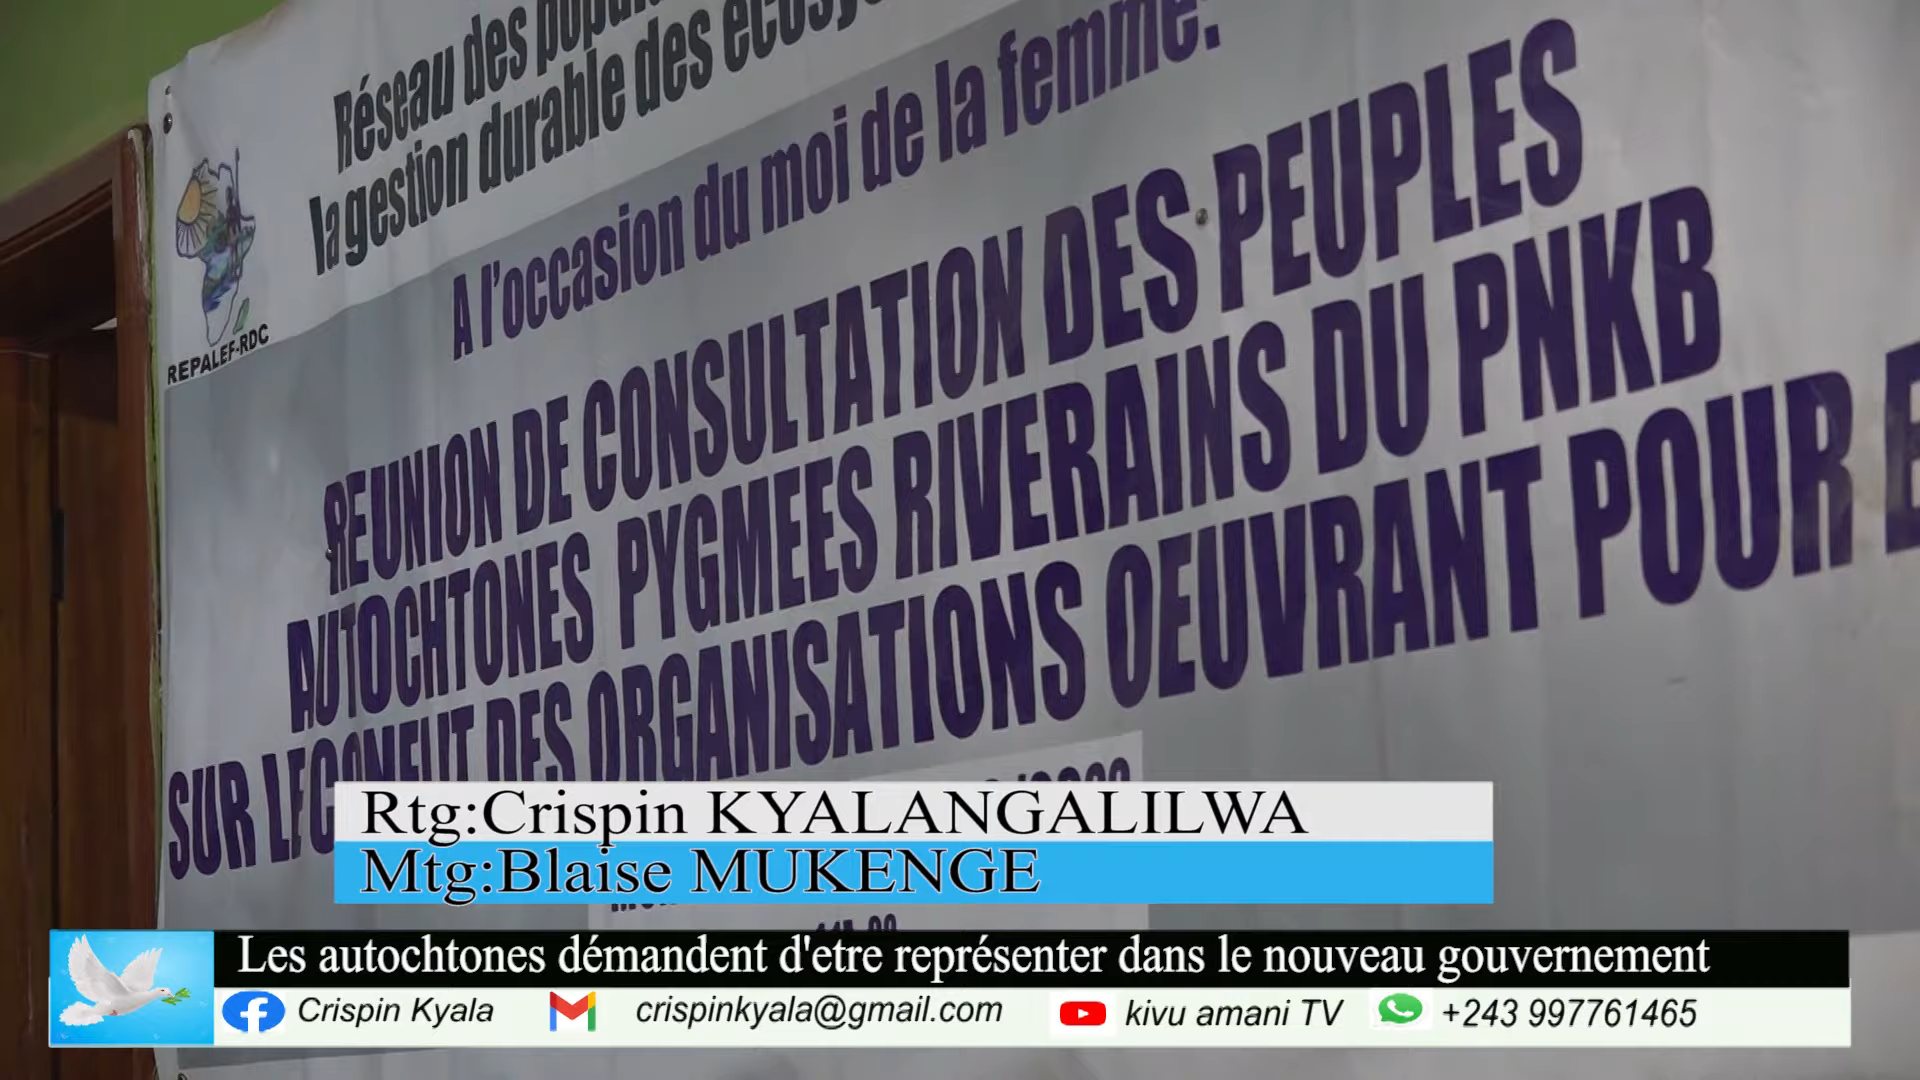 Réseau des
la gestion durable des
A l'occasion du moi de la femme.
REPALEF-RDC
REUNION DE CONSULTATION DES PEUPLES
AUTOCHTONES PYGMEES RIVERAINS DU PNKB
SUR LE DES ORGANISATIONS OEUVRANT POUR
Rtg:Crispin KYALANGALILWA
Mtg:Blaise MUKENGE
Les autochtones démandent d'etre représenter dans le nouveau gouvernement
Crispin Kyala crispinkyala@gmail.com kivu amani TV +243 997761465